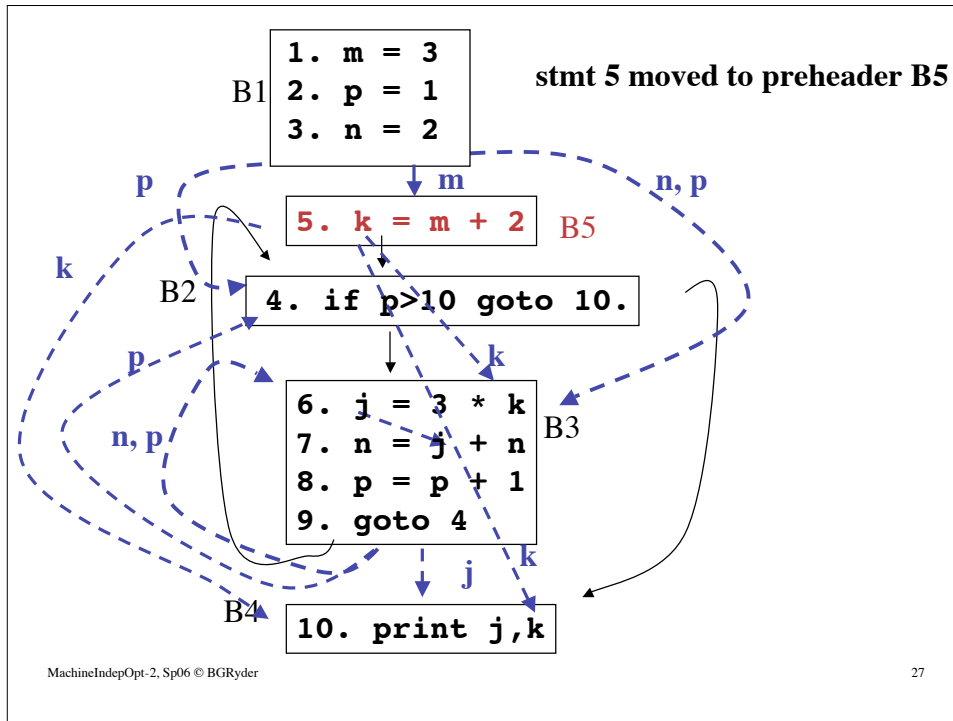 1. m = 3
stmt 5 moved to preheader B5
B1
2. p = 1
3. n = 2
p
m
n, p
5. k = m + 2
B5
k
B2
4. if p>10 goto 10.
p
k
6. j = 3 * k
B3
n, p
7. n = j + n
8. p = p + 1
9. goto 4
j
k
B4
10. print j,k
MachineIndepOpt-2, Sp06 © BGRyder
27